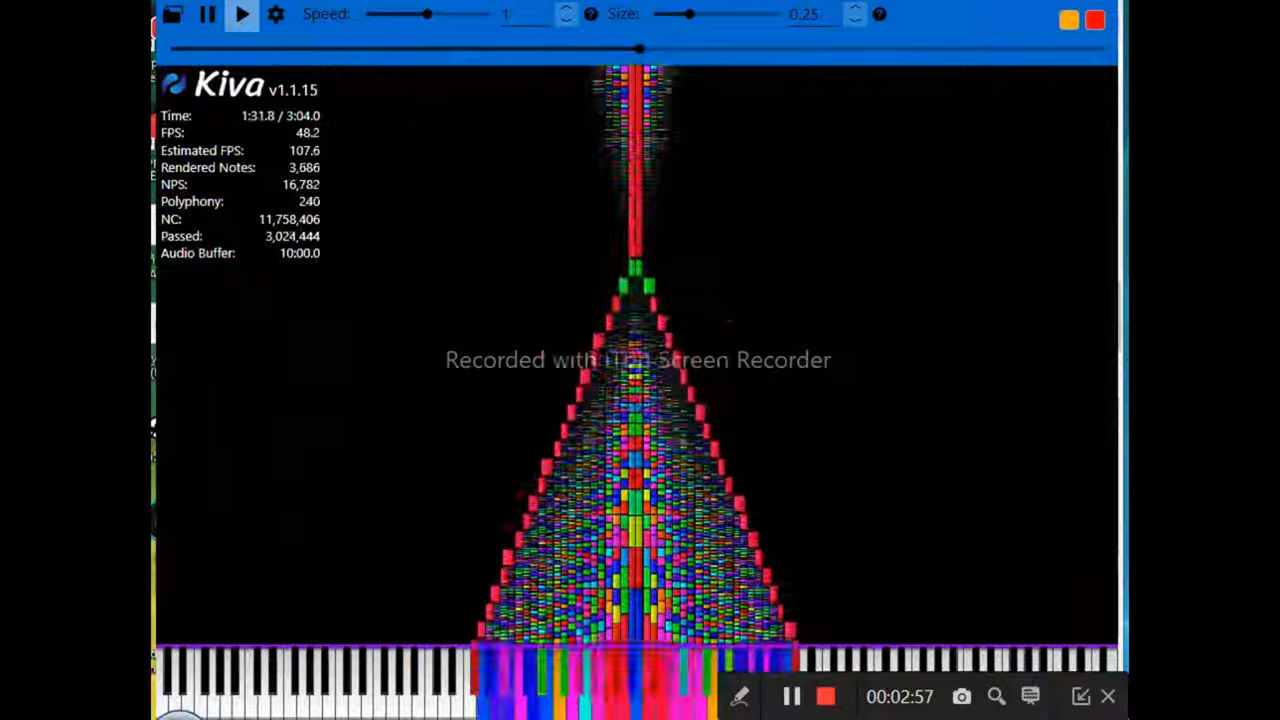 Speed: 1 Size: 0.25
Kiva v1.1.15
Time: 1:31.8 / 3:04.0
FPS: 48.2
Estimated FPS: 107.6
Rendered Notes: 3,686
NPS: 16,782
Polyphony: 240
NC: 11,758,406
Passed: 3,024,444
Audio Buffer: 10:00.0
Recorded with iTop Screen Recorder
00:02:57